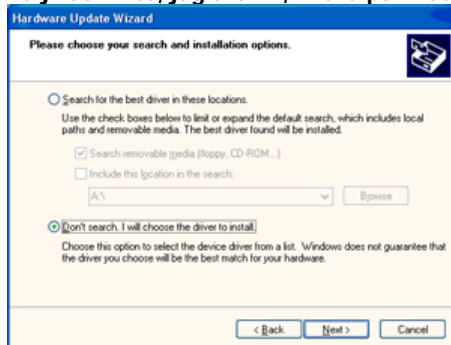 Hardware Update Wizard
Please choose your search and installation options.
Search for the best driver in these locations.
Use the check boxes below to limit or expand the default search, which includes local
paths and removable media. The best driver found will be installed.
Search removable media (floppy, CD-ROM...)
Include this location in the search:
A:\
Browse
Don't search. I will choose the driver to install.
Choose this option to select the device driver from a list. Windows does not guarantee that
the driver you choose will be the best match for your hardware.
< Back Next > Cancel